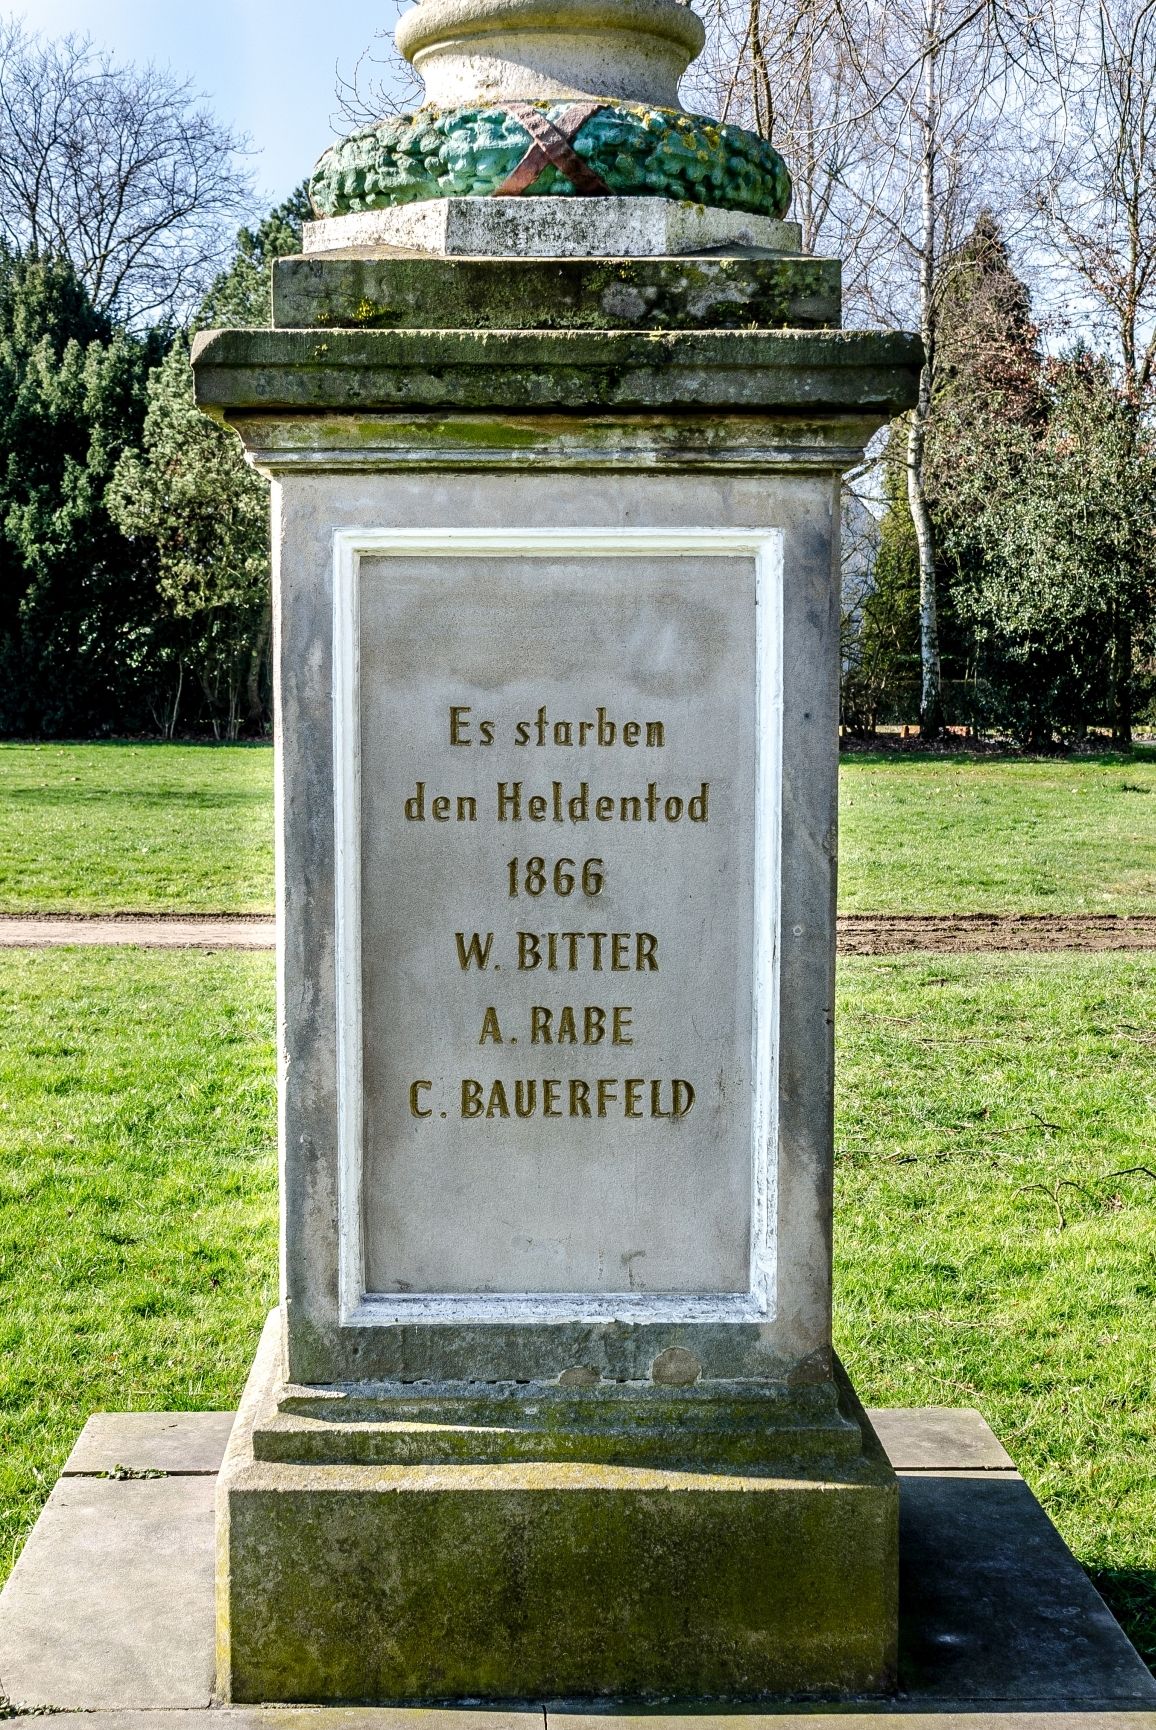 Es starben
den Heldentod
1866
W. BITTER
A. RABE
C. BAUERFELD